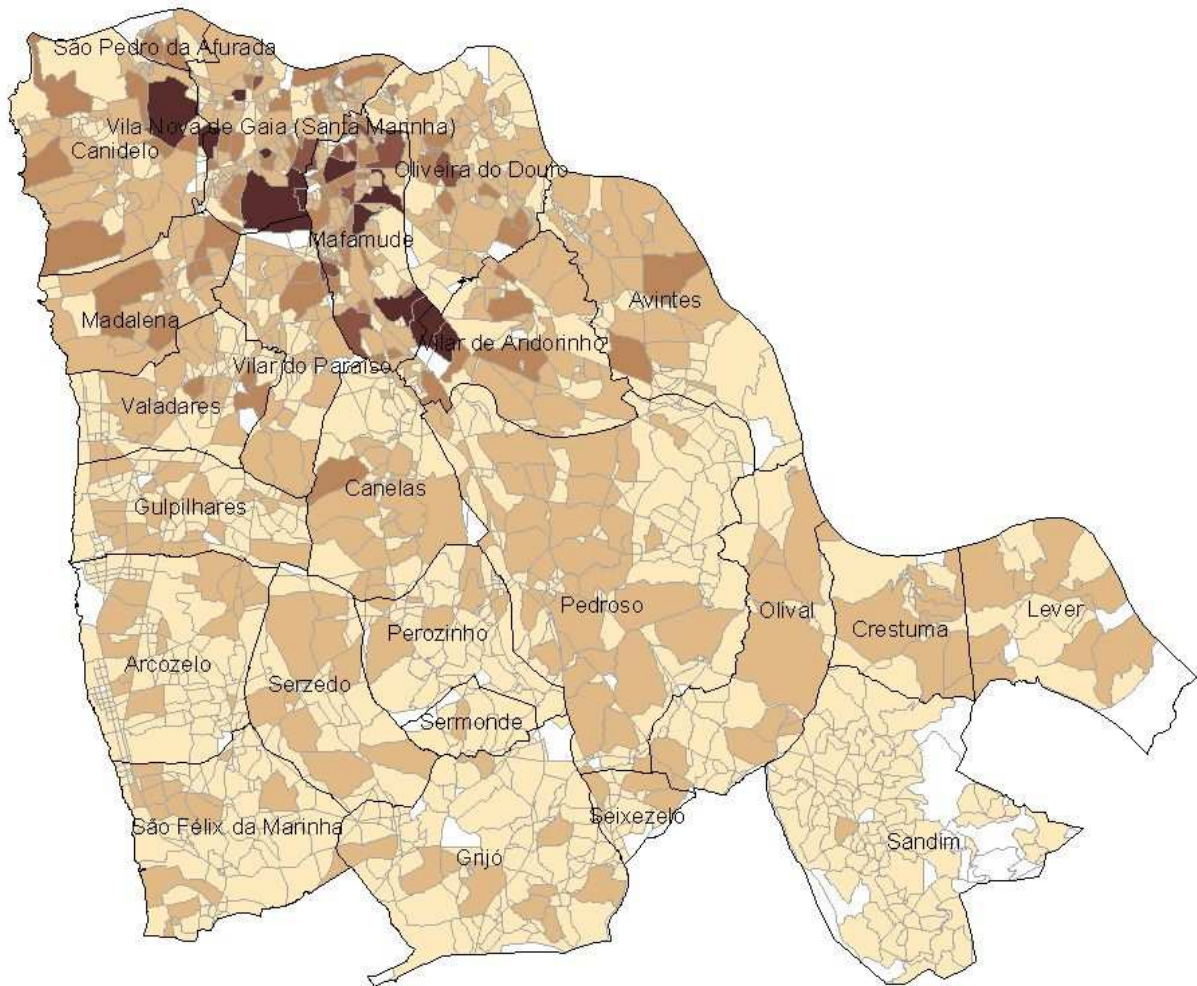 São Pedro da Afurada
Vila Nova de Gaia (Santa Marinha)
Canidelo
Oliveira do Douro
Mafamude
Avintes
Madalena
Vilar de Andorinho
Vilar do Paraíso
Valadares
Canelas
Gulpilhares
Pedroso
Olival
Lever
Crestuma
Perozinho
Arcozelo
Serzedo
Sermonde
Seixezelo
São Félix da Marinha
Sandim
Grijó